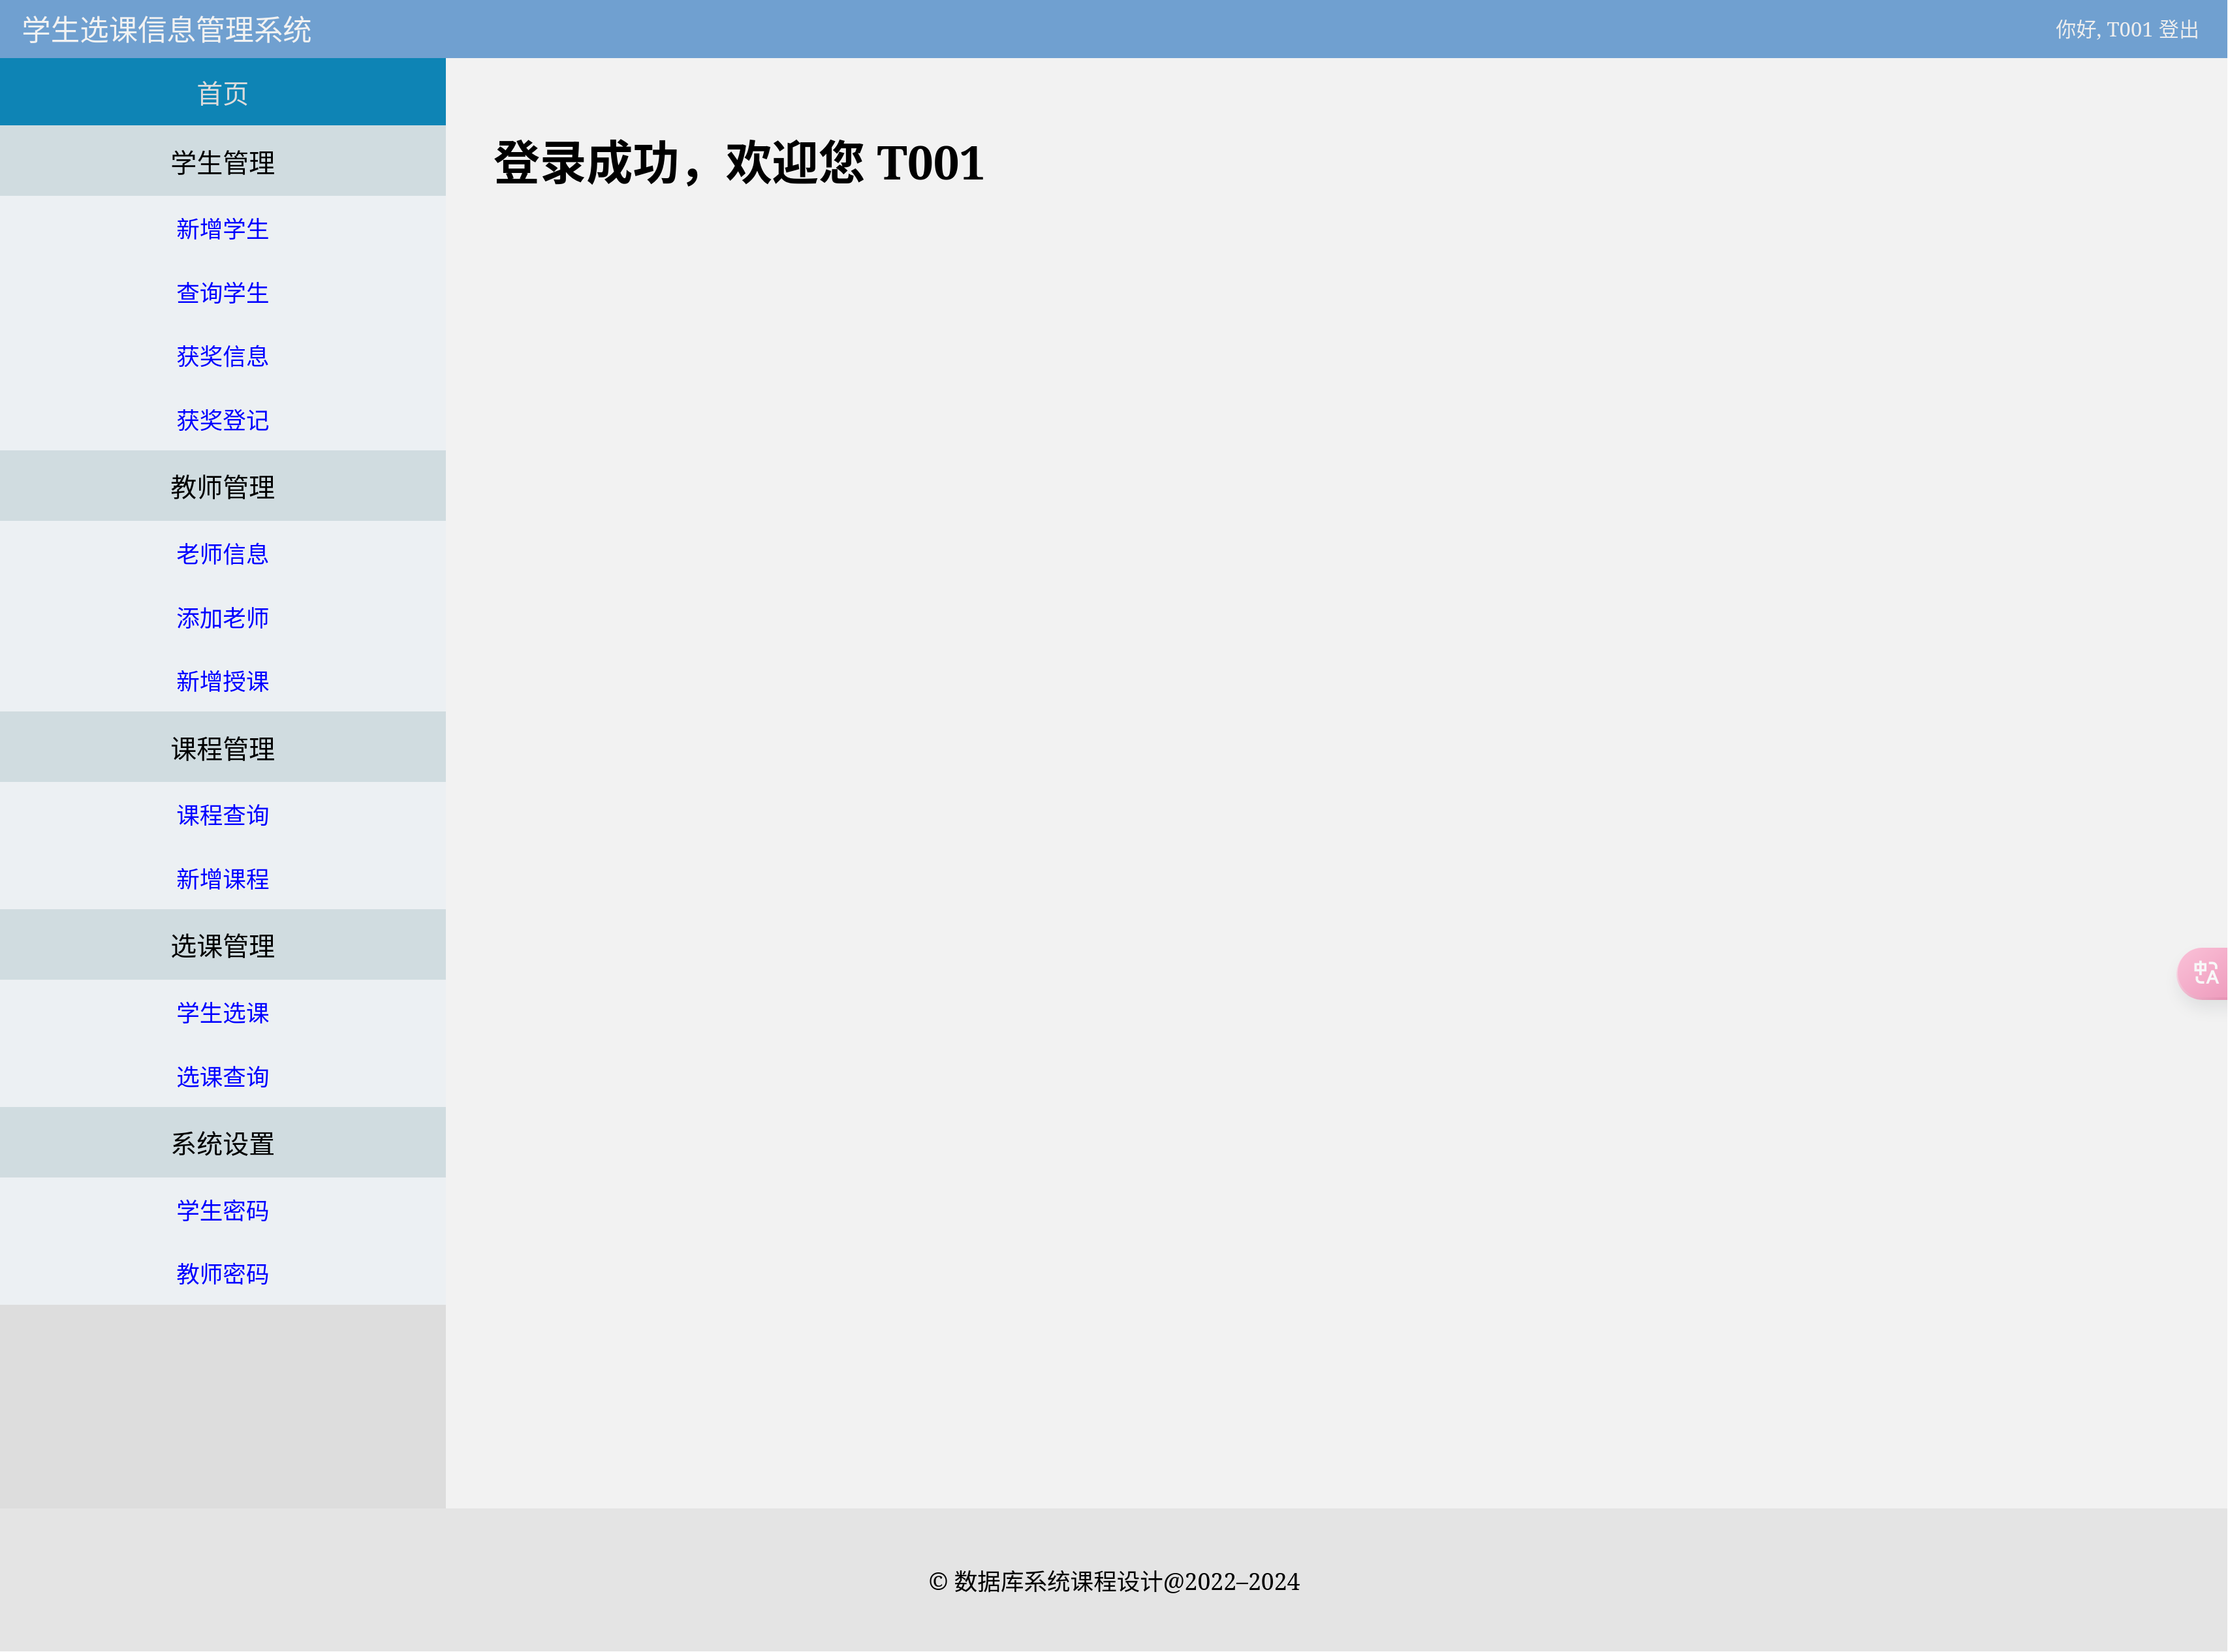 学生选课信息管理系统
你好, T001 登出
首页
学生管理
新增学生
查询学生
获奖信息
获奖登记
教师管理
老师信息
添加老师
新增授课
课程管理
课程查询
新增课程
选课管理
学生选课
选课查询
系统设置
学生密码
教师密码
登录成功，欢迎您 T001
中A
© 数据库系统课程设计@2022–2024